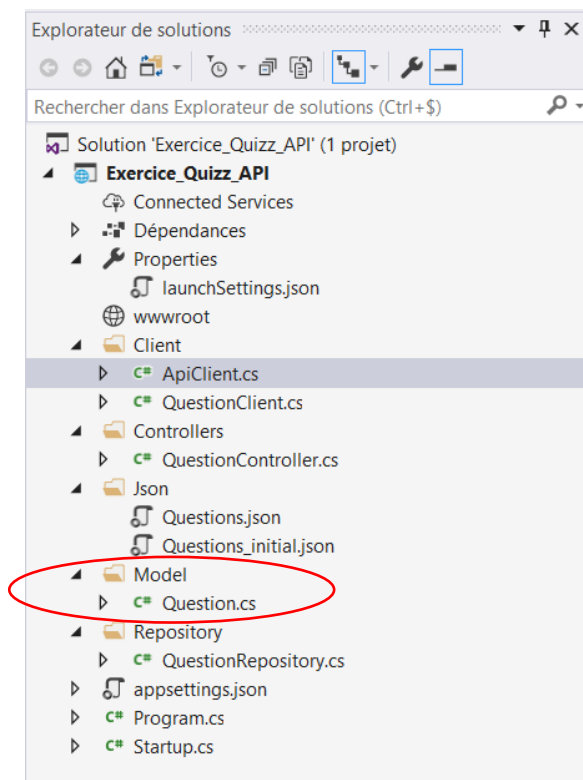 Explorateur de solutions
Rechercher dans Explorateur de solutions (Ctrl+$)
Solution 'Exercice_Quizz_API' (1 projet)
Exercice_Quizz_API
Connected Services
Dépendances
Properties
launchSettings.json
wwwroot
Client
C# ApiClient.cs
C# QuestionClient.cs
Controllers
C# QuestionController.cs
Json
Questions.json
Questions_initial.json
Model
C# Question.cs
Repository
C# QuestionRepository.cs
appsettings.json
C# Program.cs
C# Startup.cs